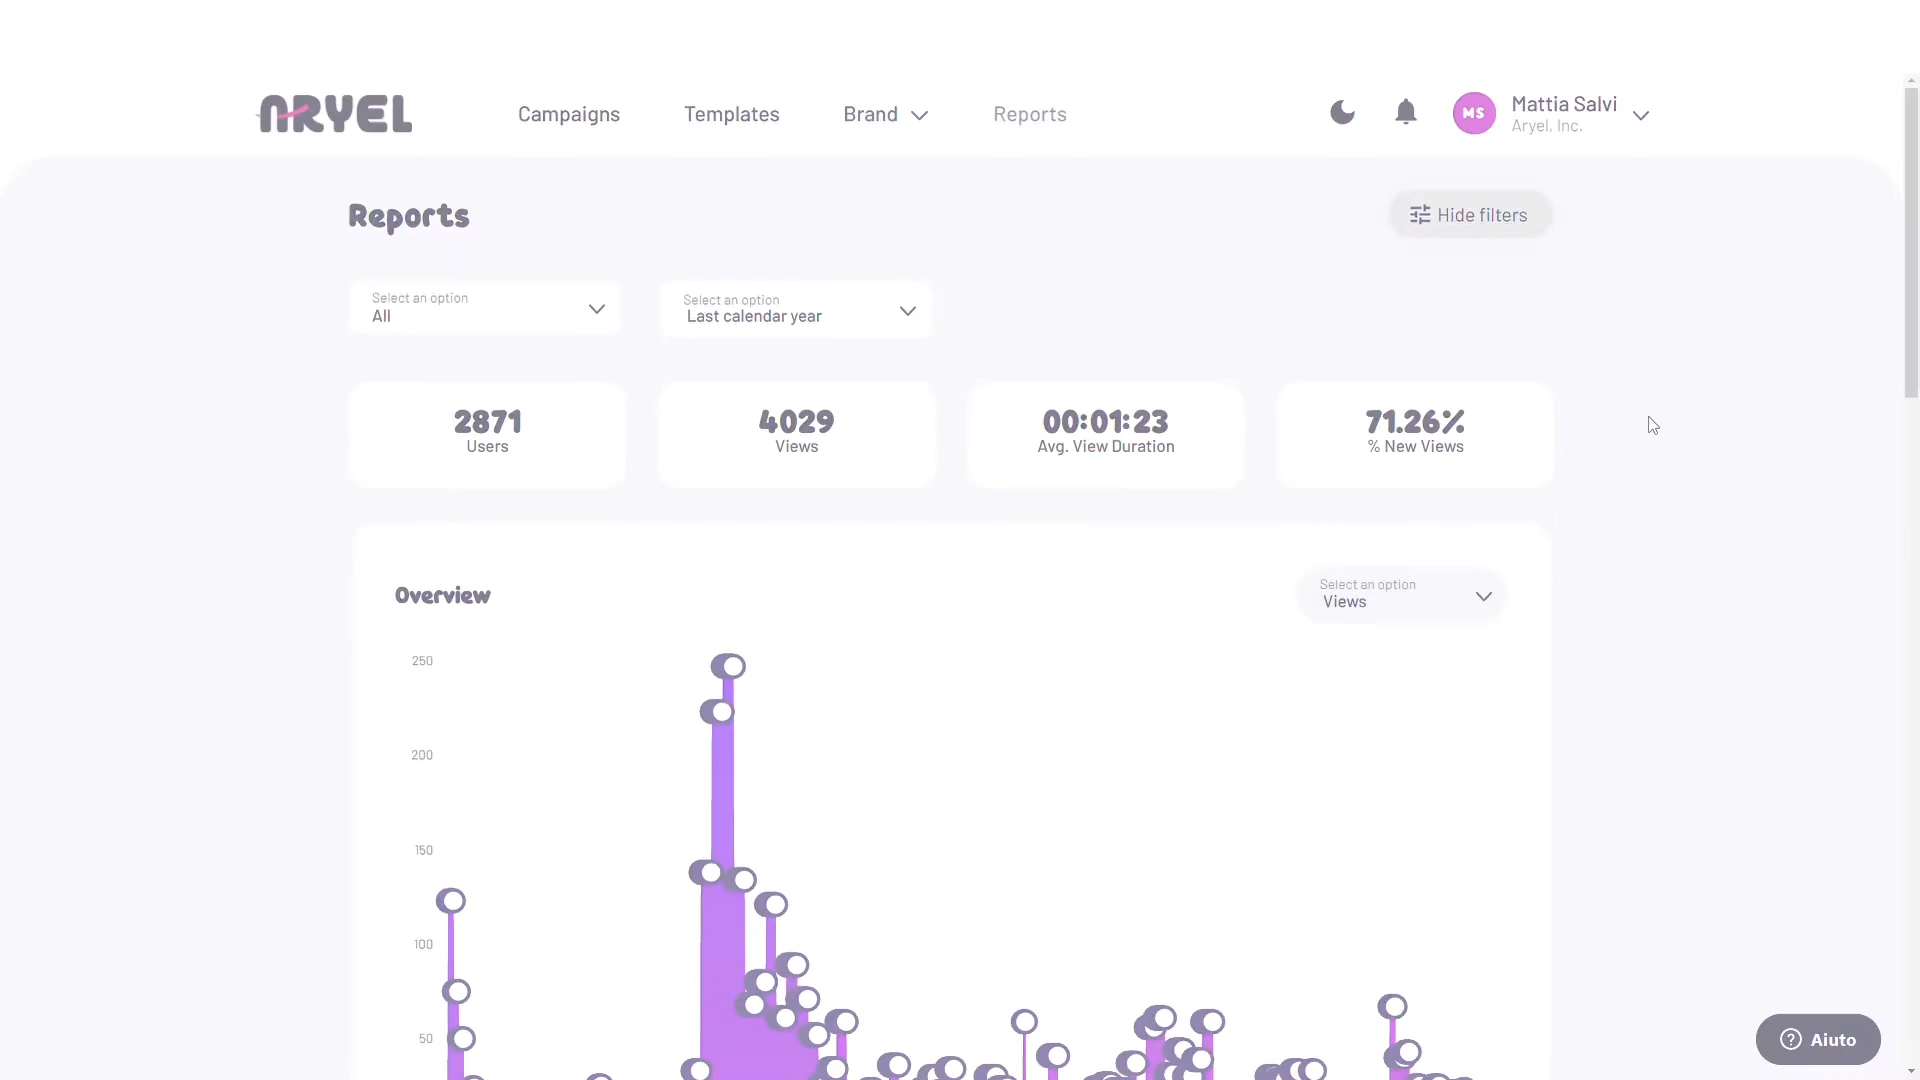 ARYEL
Campaigns
Templates
Brand
Reports
MS
Mattia Salvi
Aryel, Inc.
Reports
Hide filters
Select an option
All
Select an option
Last calendar year
2871
Users
4029
Views
00:01:23
Avg. View Duration
71.26%
% New Views
Overview
Select an option
Views
250
200
150
100
50
? Aiuto